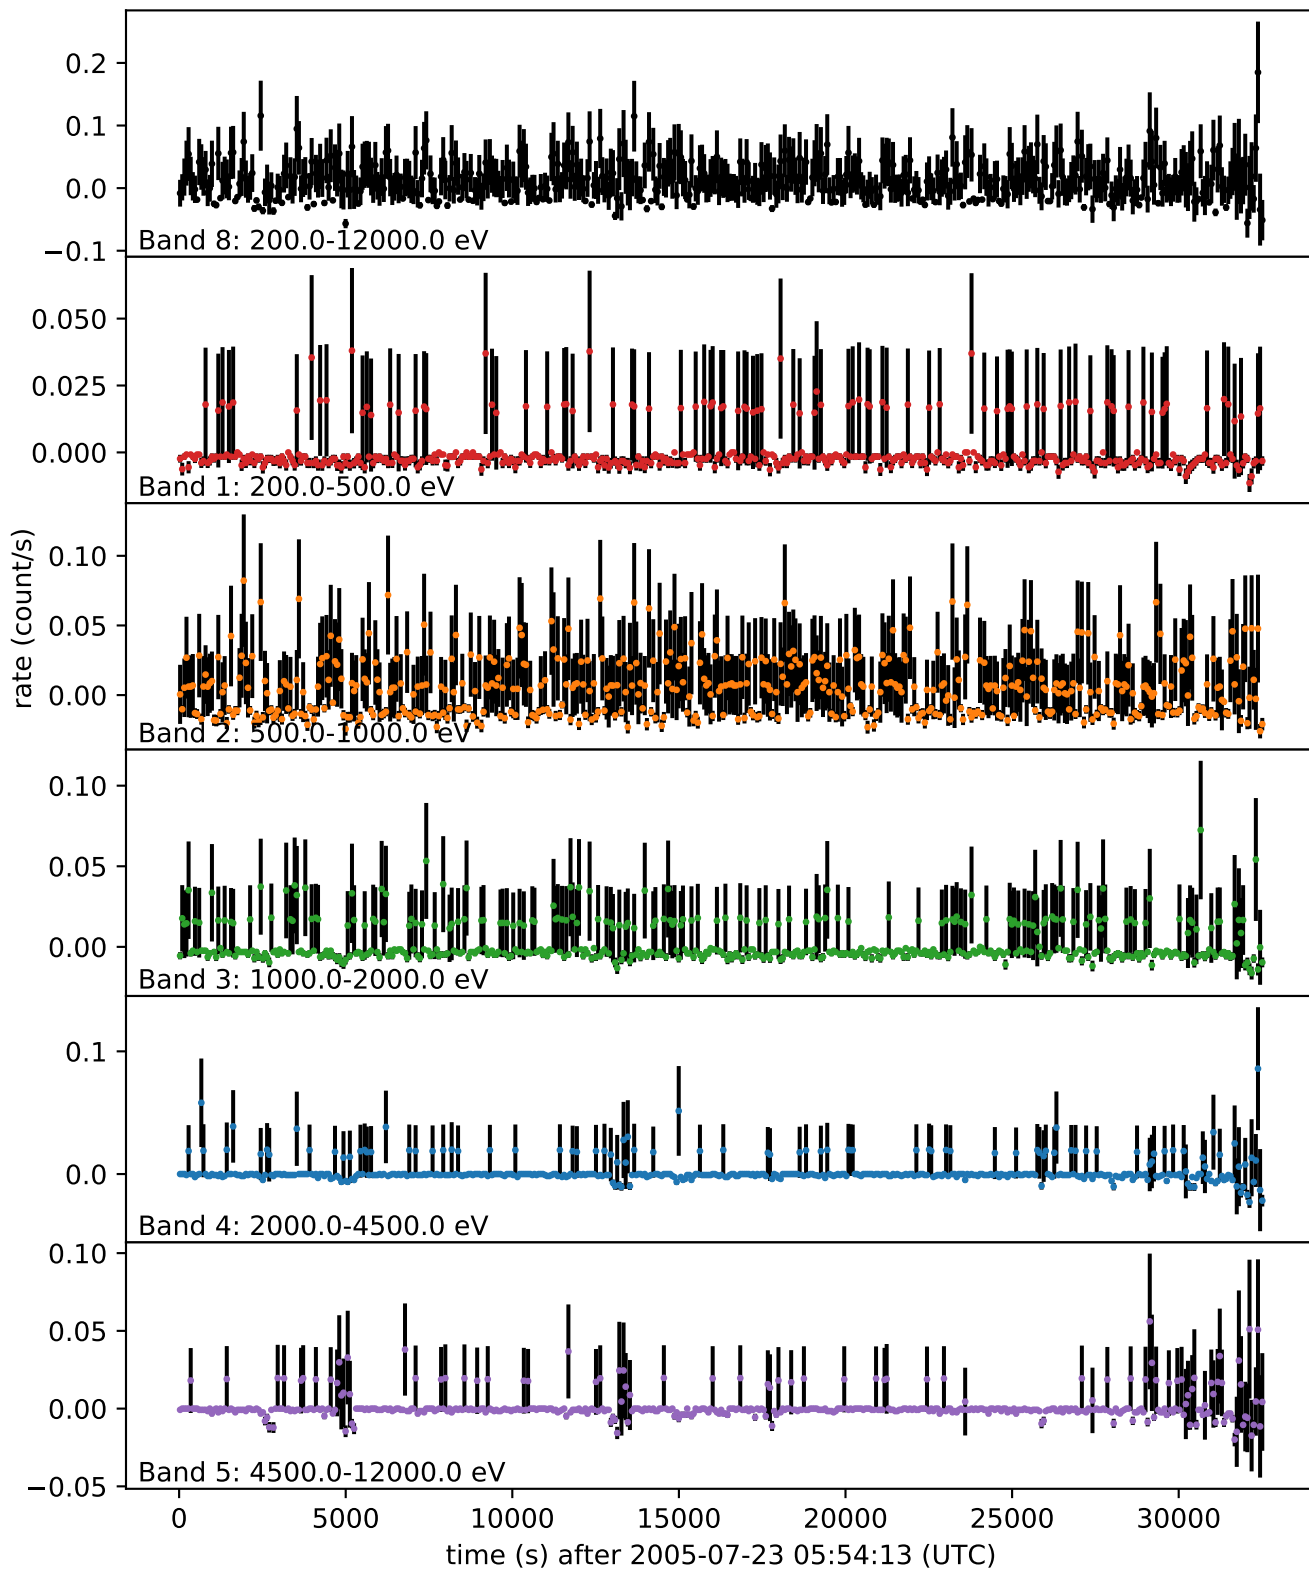 0.2
0.1
0.0
−0.1
Band 8: 200.0-12000.0 eV
0.050
0.025
0.000
Band 1: 200.0-500.0 eV
rate (count/s)
0.10
0.05
0.00
Band 2: 500.0-1000.0 eV
0.10
0.05
0.00
Band 3: 1000.0-2000.0 eV
0.1
0.0
Band 4: 2000.0-4500.0 eV
0.10
0.05
0.00
−0.05
Band 5: 4500.0-12000.0 eV
0 5000 10000 15000 20000 25000 30000
time (s) after 2005-07-23 05:54:13 (UTC)